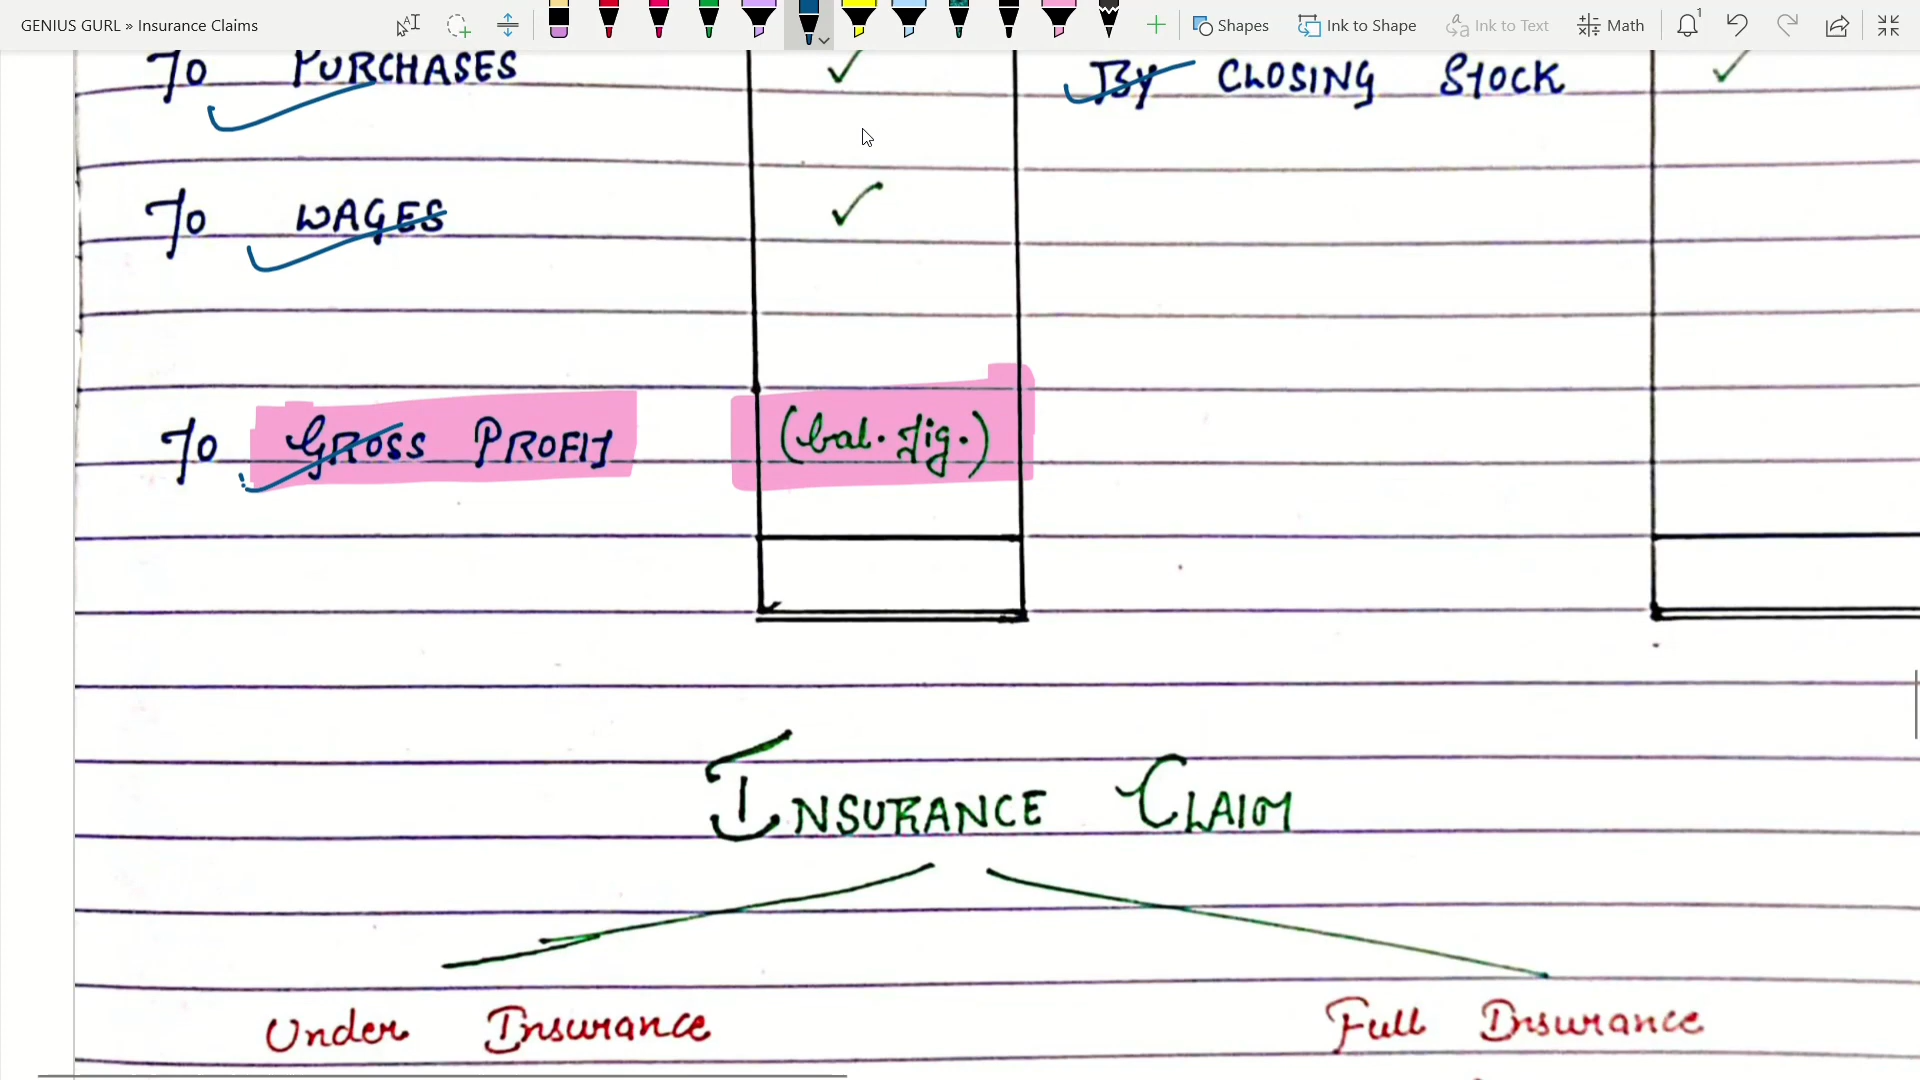 GENIUS GURL » Insurance Claims
Shapes
Ink to Shape
Ink to Text
Math
1
To PURCHASES
By CLOSING STOCK
To WAGES
To GROSS PROFIT (bal. fig.)
INSURANCE CLAIM
Under Insurance
Full Insurance